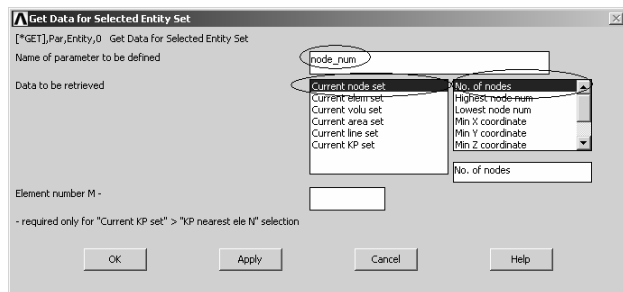 Get Data for Selected Entity Set
[*GET],Par,Entity,0 Get Data for Selected Entity Set
Name of parameter to be defined
node_num
Data to be retrieved
Current node set
No. of nodes
Current elem set
Highest node num
Current volu set
Lowest node num
Current area set
Min X coordinate
Current line set
Min Y coordinate
Current KP set
Min Z coordinate
No. of nodes
Element number M -
- required only for "Current KP set" > "KP nearest ele N" selection
OK
Apply
Cancel
Help